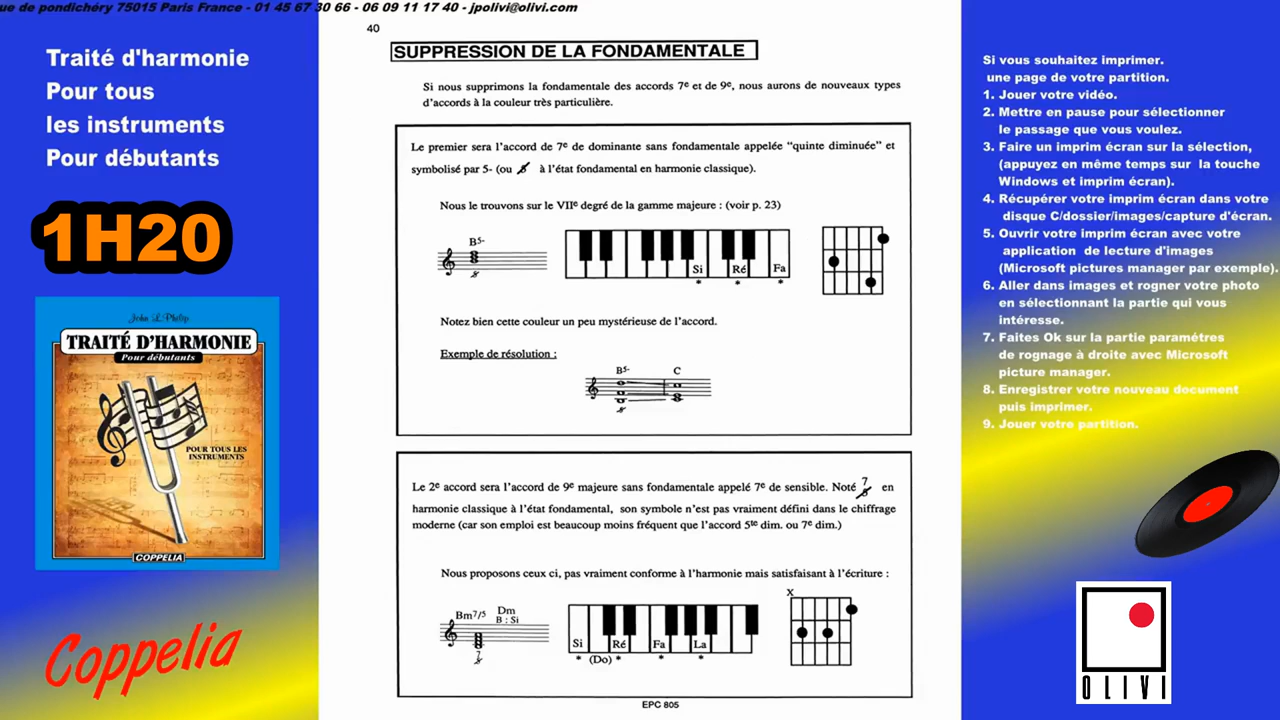 ue de pondichéry 75015 Paris France - 01 45 67 30 66 - 06 09 11 17 40 - jpolivi@olivi.com
Traité d'harmonie
Pour tous
les instruments
Pour débutants
1H20
John L. Philip
TRAITÉ D'HARMONIE
Pour débutants
POUR TOUS LES
INSTRUMENTS
COPPELIA
Coppelia
40
SUPPRESSION DE LA FONDAMENTALE
Si nous supprimons la fondamentale des accords 7e et de 9e, nous aurons de nouveaux types
d'accords à la couleur très particulière.
Le premier sera l'accord de 7e de dominante sans fondamentale appelée “quinte diminuée” et
symbolisé par 5- (ou 5 à l'état fondamental en harmonie classique).
Nous le trouvons sur le VIIe degré de la gamme majeure : (voir p. 23)
B5-
5
Si Ré Fa
* * *
Notez bien cette couleur un peu mystérieuse de l'accord.
Exemple de résolution :
B5- C
5
Le 2e accord sera l'accord de 9e majeure sans fondamentale appelé 7e de sensible. Noté 7/5 en
harmonie classique à l'état fondamental, son symbole n'est pas vraiment défini dans le chiffrage
moderne (car son emploi est beaucoup moins fréquent que l'accord 5te dim. ou 7e dim.)
Nous proposons ceux ci, pas vraiment conforme à l'harmonie mais satisfaisant à l'écriture :
Bm7/5 Dm
B : Si
7
5
Si Ré Fa La
* (Do) * * *
X
EPC 805
Si vous souhaitez imprimer.
une page de votre partition.
1. Jouer votre vidéo.
2. Mettre en pause pour sélectionner
le passage que vous voulez.
3. Faire un imprim écran sur la sélection,
(appuyez en même temps sur la touche
Windows et imprim écran).
4. Récupérer votre imprim écran dans votre
disque C/dossier/images/capture d'écran.
5. Ouvrir votre imprim écran avec votre
application de lecture d'images
(Microsoft pictures manager par exemple).
6. Aller dans images et rogner votre photo
en sélectionnant la partie qui vous
intéresse.
7. Faites Ok sur la partie paramétres
de rognage à droite avec Microsoft
picture manager.
8. Enregistrer votre nouveau document
puis imprimer.
9. Jouer votre partition.
OLIVI